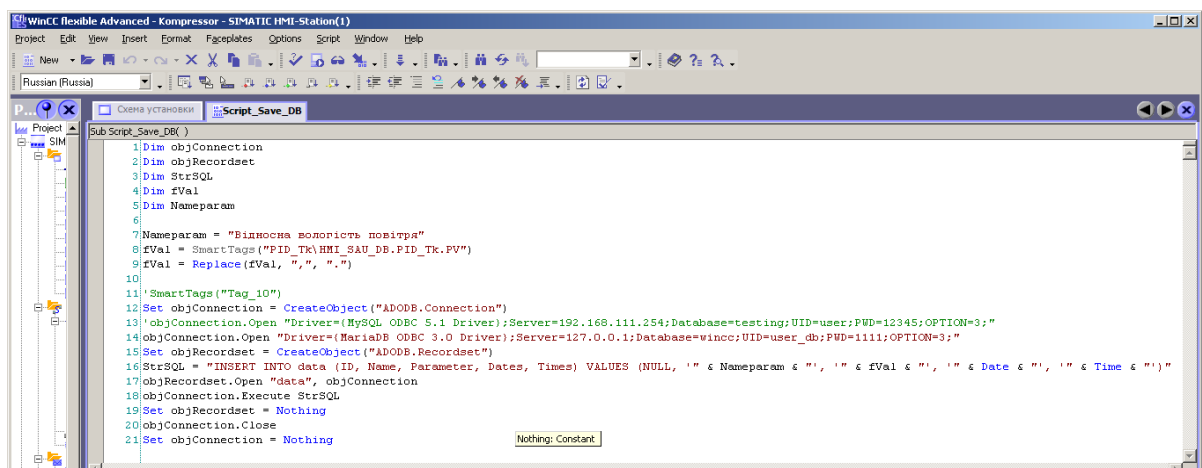 WinCC flexible Advanced - Kompressor - SIMATIC HMI-Station(1)
Project Edit View Insert Format Faceplates Options Script Window Help
New
Russian (Russia)
P...
Схема установки Script_Save_DB
Project
SIM
Sub Script_Save_DB( )
1 Dim objConnection
2 Dim objRecordset
3 Dim StrSQL
4 Dim fVal
5 Dim Nameparam
6
7 Nameparam = "Відносна вологість повітря"
8 fVal = SmartTags("PID_Tk\HMI_SAU_DB.PID_Tk.PV")
9 fVal = Replace(fVal, ",", ".")
10
11 'SmartTags("Tag_10")
12 Set objConnection = CreateObject("ADODB.Connection")
13 'objConnection.Open "Driver={MySQL ODBC 5.1 Driver};Server=192.168.111.254;Database=testing;UID=user;PWD=12345;OPTION=3;"
14 objConnection.Open "Driver={MariaDB ODBC 3.0 Driver};Server=127.0.0.1;Database=wincc;UID=user_db;PWD=1111;OPTION=3;"
15 Set objRecordset = CreateObject("ADODB.Recordset")
16 StrSQL = "INSERT INTO data (ID, Name, Parameter, Dates, Times) VALUES (NULL, '" & Nameparam & "', '" & fVal & "', '" & Date & "', '" & Time & "')"
17 objRecordset.Open "data", objConnection
18 objConnection.Execute StrSQL
19 Set objRecordset = Nothing
20 objConnection.Close
21 Set objConnection = Nothing
Nothing: Constant